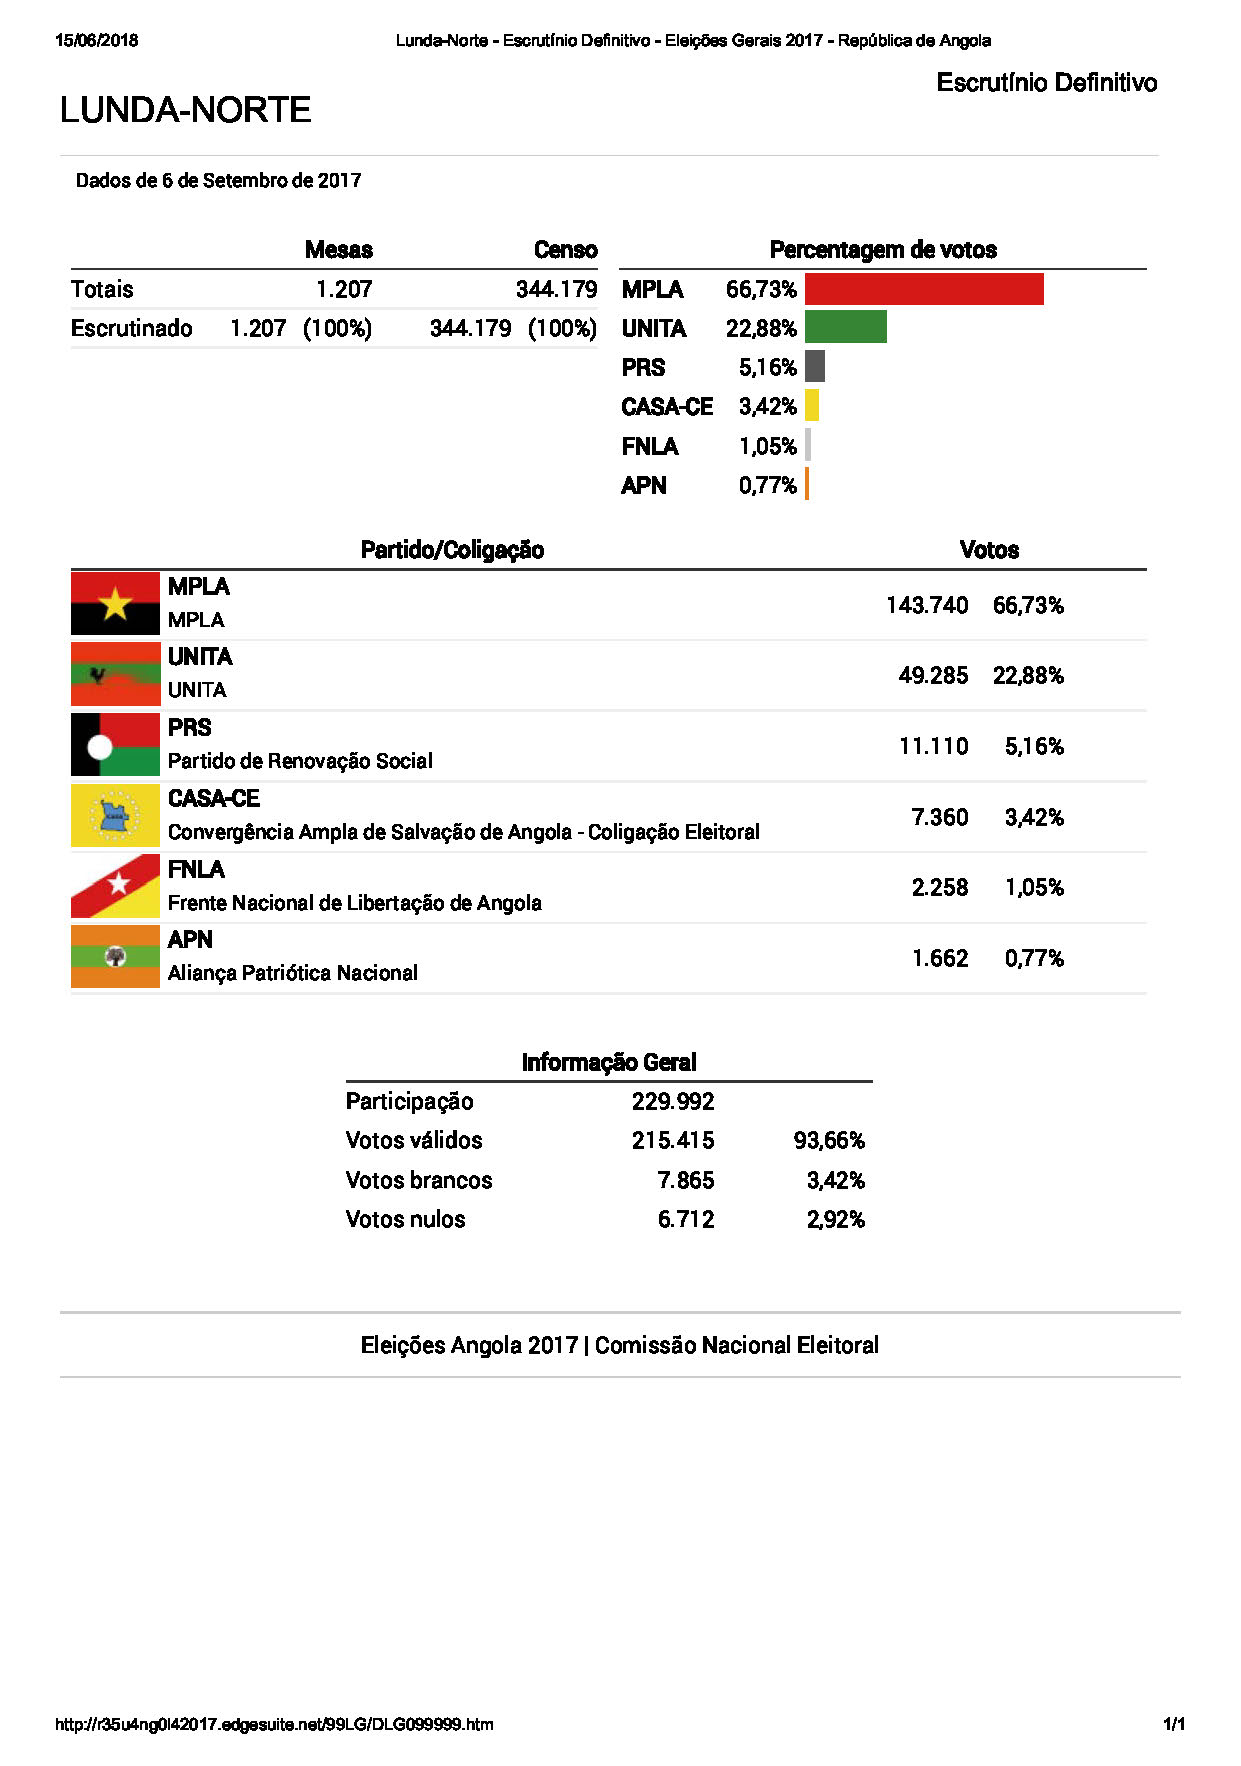 15/06/2018 Lunda-Norte - Escrutínio Definitivo - Eleições Gerais 2017 - República de Angola
Escrutínio Definitivo
LUNDA-NORTE
Dados de 6 de Setembro de 2017
Mesas Censo
Totais 1.207 344.179
Escrutinado 1.207 (100%) 344.179 (100%)
Percentagem de votos
MPLA 66,73%
UNITA 22,88%
PRS 5,16%
CASA-CE 3,42%
FNLA 1,05%
APN 0,77%
Partido/Coligação Votos
MPLA
MPLA
143.740 66,73%
UNITA
UNITA
49.285 22,88%
PRS
Partido de Renovação Social
11.110 5,16%
CASA-CE
Convergência Ampla de Salvação de Angola - Coligação Eleitoral
7.360 3,42%
FNLA
Frente Nacional de Libertação de Angola
2.258 1,05%
APN
Aliança Patriótica Nacional
1.662 0,77%
Informação Geral
Participação 229.992
Votos válidos 215.415 93,66%
Votos brancos 7.865 3,42%
Votos nulos 6.712 2,92%
Eleições Angola 2017 | Comissão Nacional Eleitoral
http://r35u4ng0l42017.edgesuite.net/99LG/DLG099999.htm 1/1